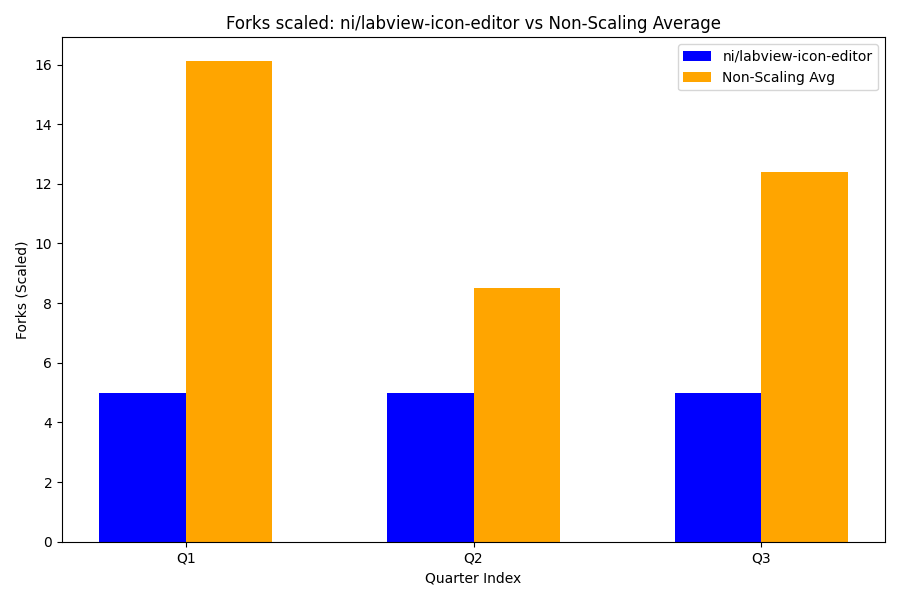 Forks scaled: ni/labview-icon-editor vs Non-Scaling Average
ni/labview-icon-editor
Non-Scaling Avg
Forks (Scaled)
16
14
12
10
8
6
4
2
0
Q1 Q2 Q3
Quarter Index